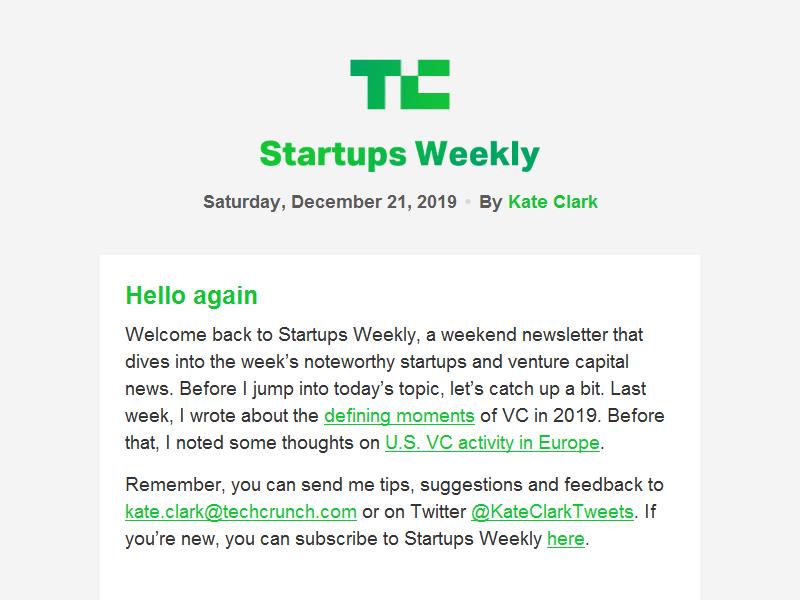 TC
Startups Weekly
Saturday, December 21, 2019 • By Kate Clark
Hello again
Welcome back to Startups Weekly, a weekend newsletter that
dives into the week’s noteworthy startups and venture capital
news. Before I jump into today’s topic, let’s catch up a bit. Last
week, I wrote about the defining moments of VC in 2019. Before
that, I noted some thoughts on U.S. VC activity in Europe.
Remember, you can send me tips, suggestions and feedback to
kate.clark@techcrunch.com or on Twitter @KateClarkTweets. If
you’re new, you can subscribe to Startups Weekly here.